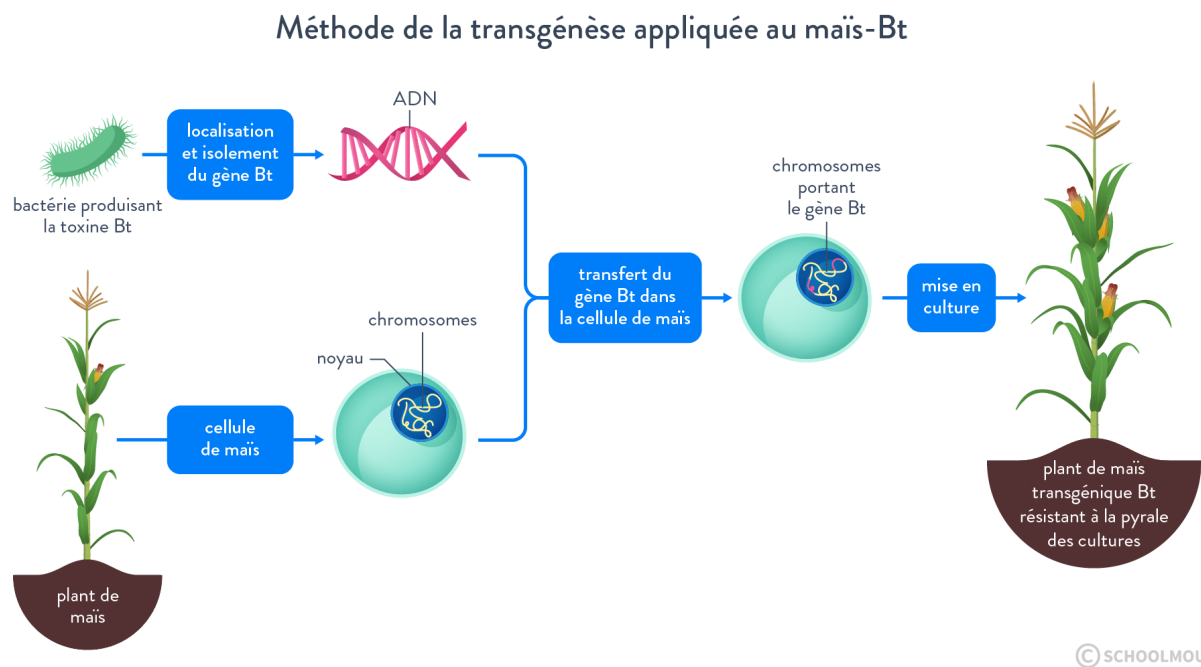 Méthode de la transgénèse appliquée au maïs-Bt
bactérie produisant
la toxine Bt
localisation
et isolement
du gène Bt
ADN
plant de
maïs
cellule
de maïs
noyau
chromosomes
transfert du
gène Bt dans
la cellule de maïs
chromosomes
portant
le gène Bt
mise en
culture
plant de maïs
transgénique Bt
résistant à la pyrale
des cultures
© SCHOOLMOU